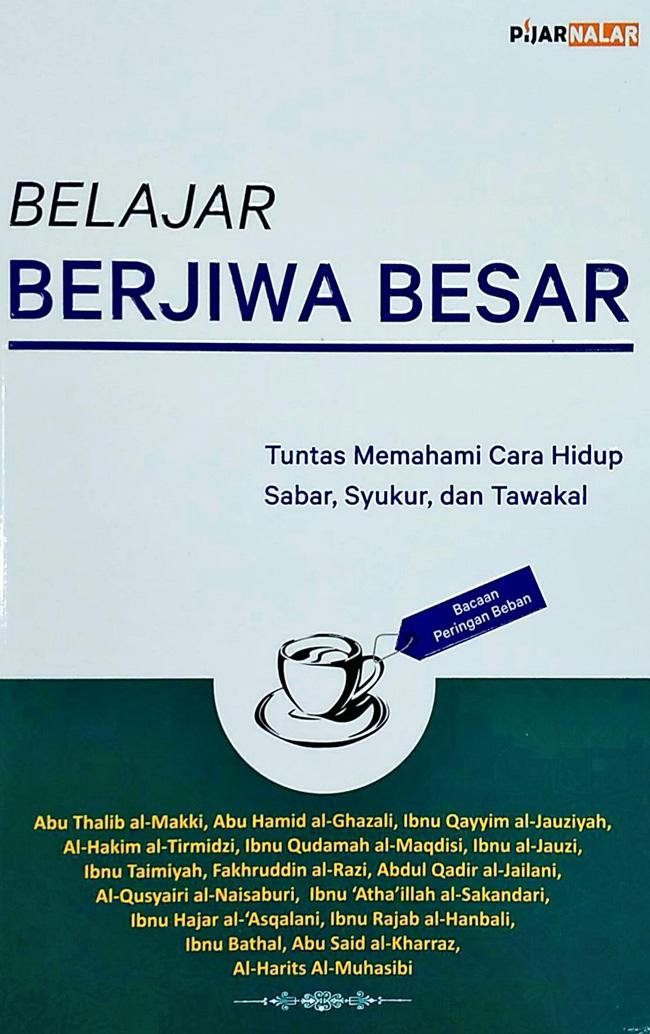 PIJARNALAR
BELAJAR
BERJIWA BESAR
Tuntas Memahami Cara Hidup
Sabar, Syukur, dan Tawakal
Bacaan
Peringan Beban
Abu Thalib al-Makki, Abu Hamid al-Ghazali, Ibnu Qayyim al-Jauziyah,
Al-Hakim al-Tirmidzi, Ibnu Qudamah al-Maqdisi, Ibnu al-Jauzi,
Ibnu Taimiyah, Fakhruddin al-Razi, Abdul Qadir al-Jailani,
Al-Qusyairi al-Naisaburi, Ibnu ‘Atha’illah al-Sakandari,
Ibnu Hajar al-‘Asqalani, Ibnu Rajab al-Hanbali,
Ibnu Bathal, Abu Said al-Kharraz,
Al-Harits Al-Muhasibi